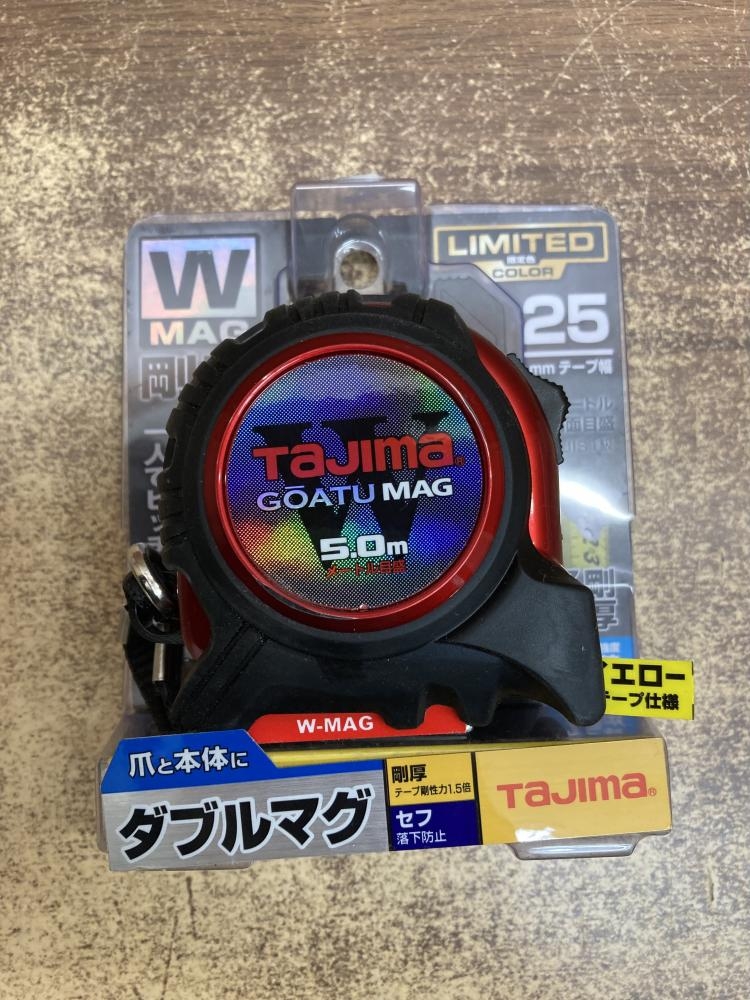 LIMITED
限定色
COLOR
W
MAG
25
mm テープ幅
剛
TAJIMA®
GŌATU MAG
5.0m
メートル目盛
W-MAG
イエロー
テープ仕様
爪と本体に
ダブルマグ
剛厚
テープ剛性力1.5倍
セフ
落下防止
TAJIMA®